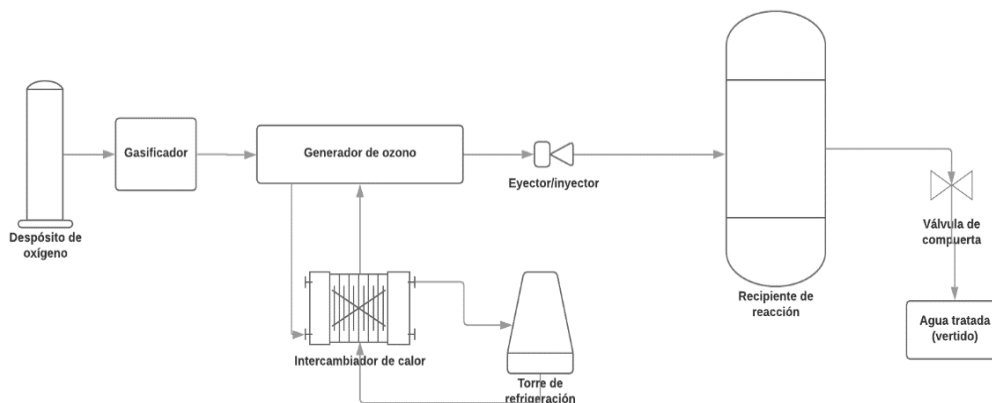 Gasificador
Generador de ozono
Eyector/inyector
Despósito de
oxígeno
Válvula de
compuerta
Recipiente de
reacción
Agua tratada
(vertido)
Intercambiador de calor
Torre de
refrigeración